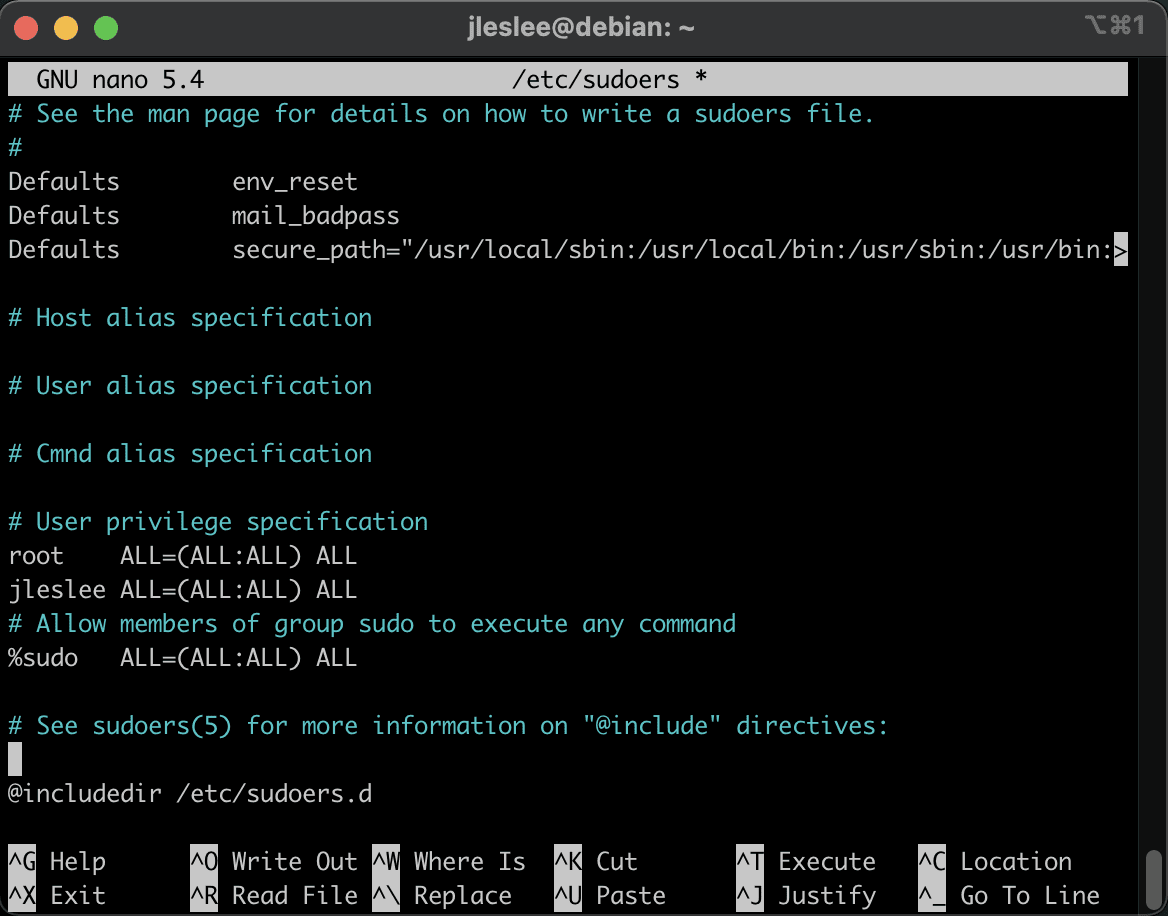 jleslee@debian: ~ ⌥⌘1
GNU nano 5.4 /etc/sudoers *
# See the man page for details on how to write a sudoers file.
#
Defaults env_reset
Defaults mail_badpass
Defaults secure_path="/usr/local/sbin:/usr/local/bin:/usr/sbin:/usr/bin:>
# Host alias specification
# User alias specification
# Cmnd alias specification
# User privilege specification
root ALL=(ALL:ALL) ALL
jleslee ALL=(ALL:ALL) ALL
# Allow members of group sudo to execute any command
%sudo ALL=(ALL:ALL) ALL
# See sudoers(5) for more information on "@include" directives:
@includedir /etc/sudoers.d
^G Help ^O Write Out ^W Where Is ^K Cut ^T Execute ^C Location
^X Exit ^R Read File ^\ Replace ^U Paste ^J Justify ^_ Go To Line